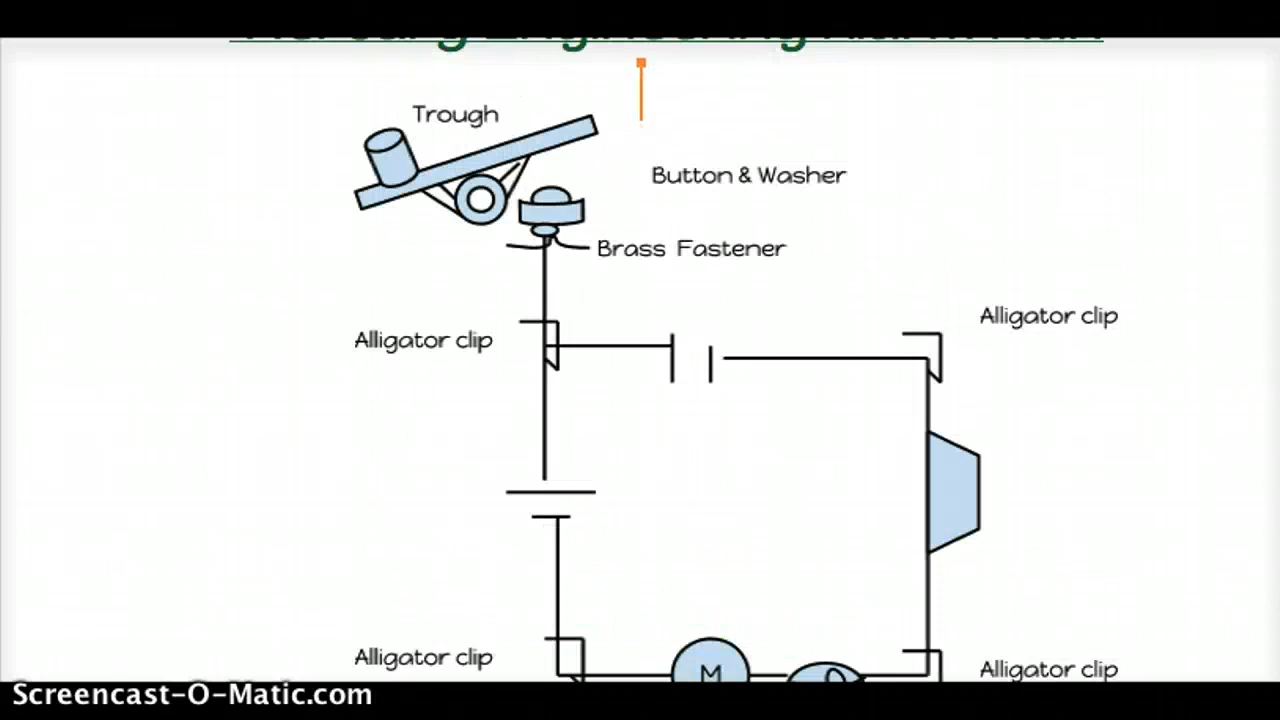 Trough
Button & Washer
Brass Fastener
Alligator clip
Alligator clip
Alligator clip
Alligator clip
M
Screencast-O-Matic.com